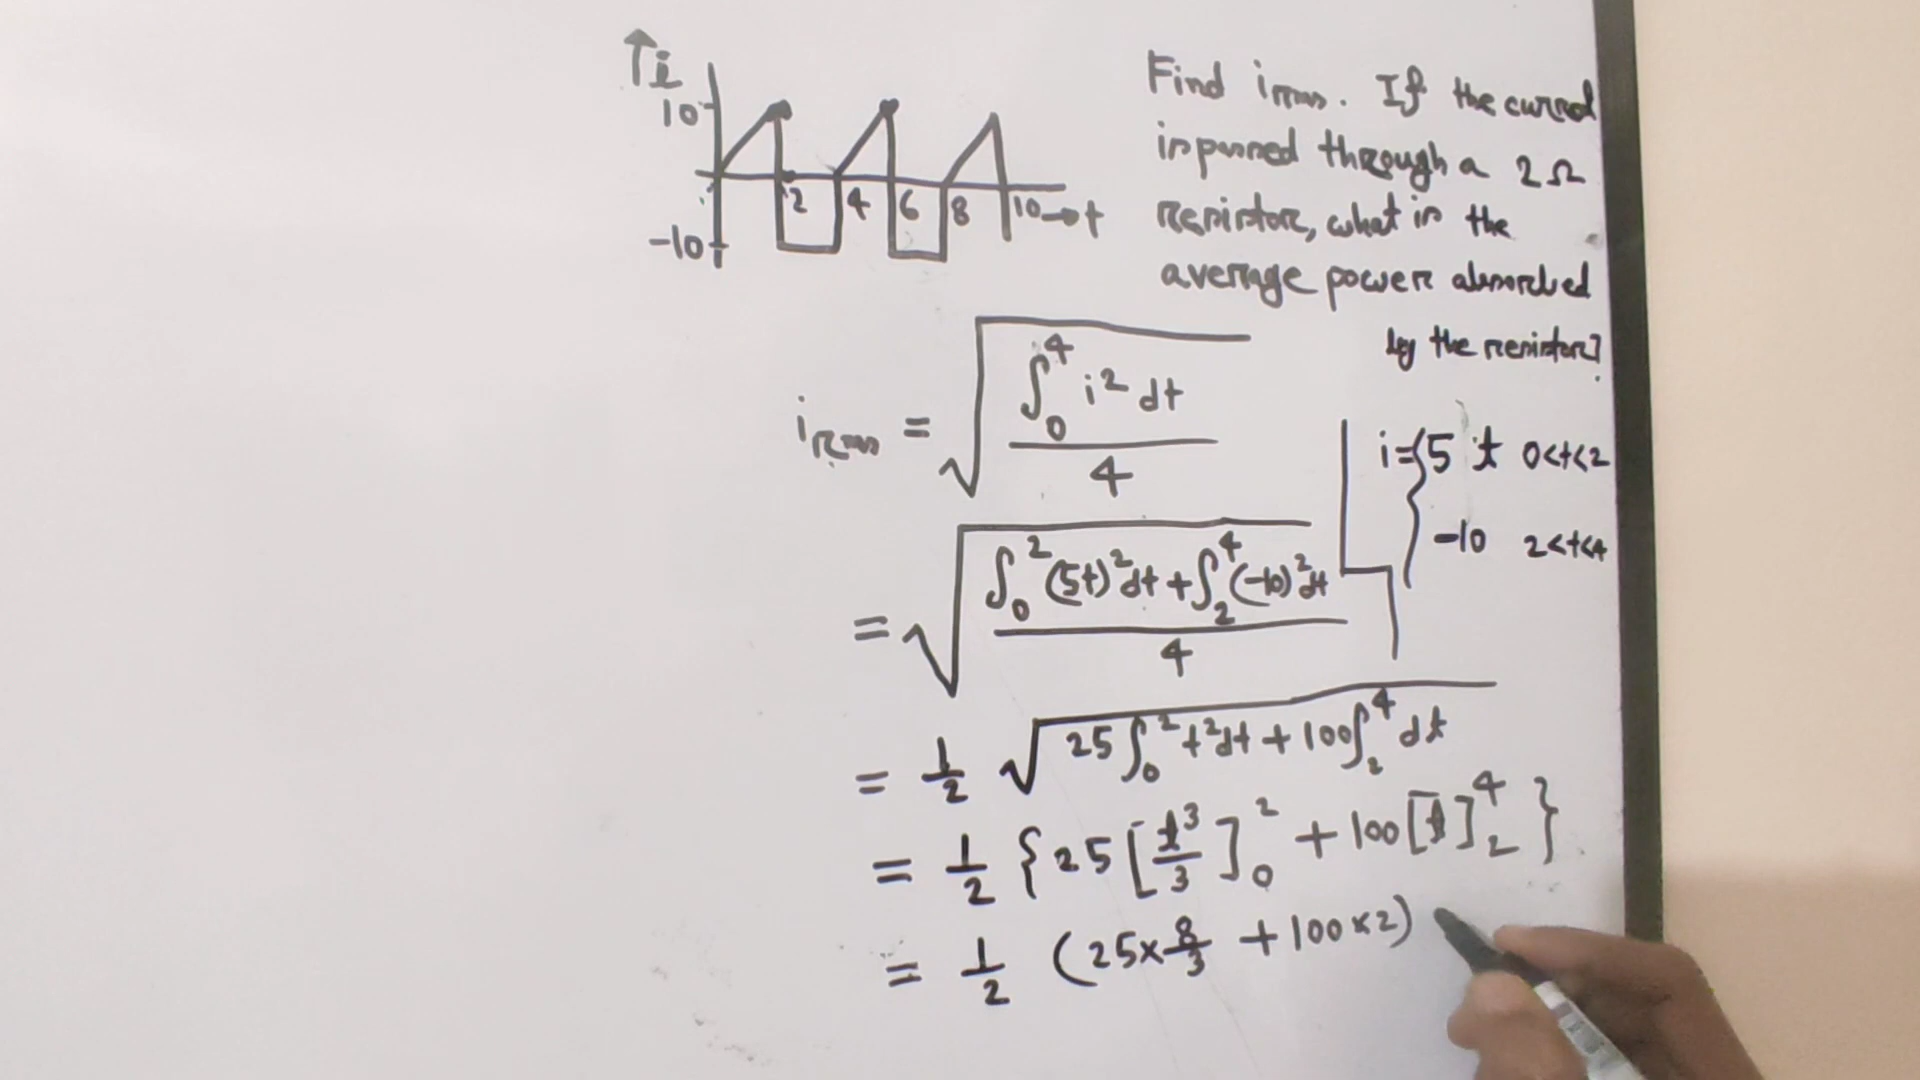 ↑i
10
-10
2 4 6 8 10→t
Find irms. If the current
is passed through a 2Ω
resistor, what is the
average power absorbed
by the resistor?
i_rms = √(∫₀⁴ i² dt / 4)
i = { 5 t 0<t<2
-10 2<t<4
= √((∫₀² (5t)² dt + ∫₂⁴ (-10)² dt) / 4)
= 1/2 √(25 ∫₀² t² dt + 100 ∫₂⁴ dt)
= 1/2 { 25 [t³/3]₀² + 100 [t]₂⁴ }
= 1/2 (25 × 8/3 + 100 × 2)